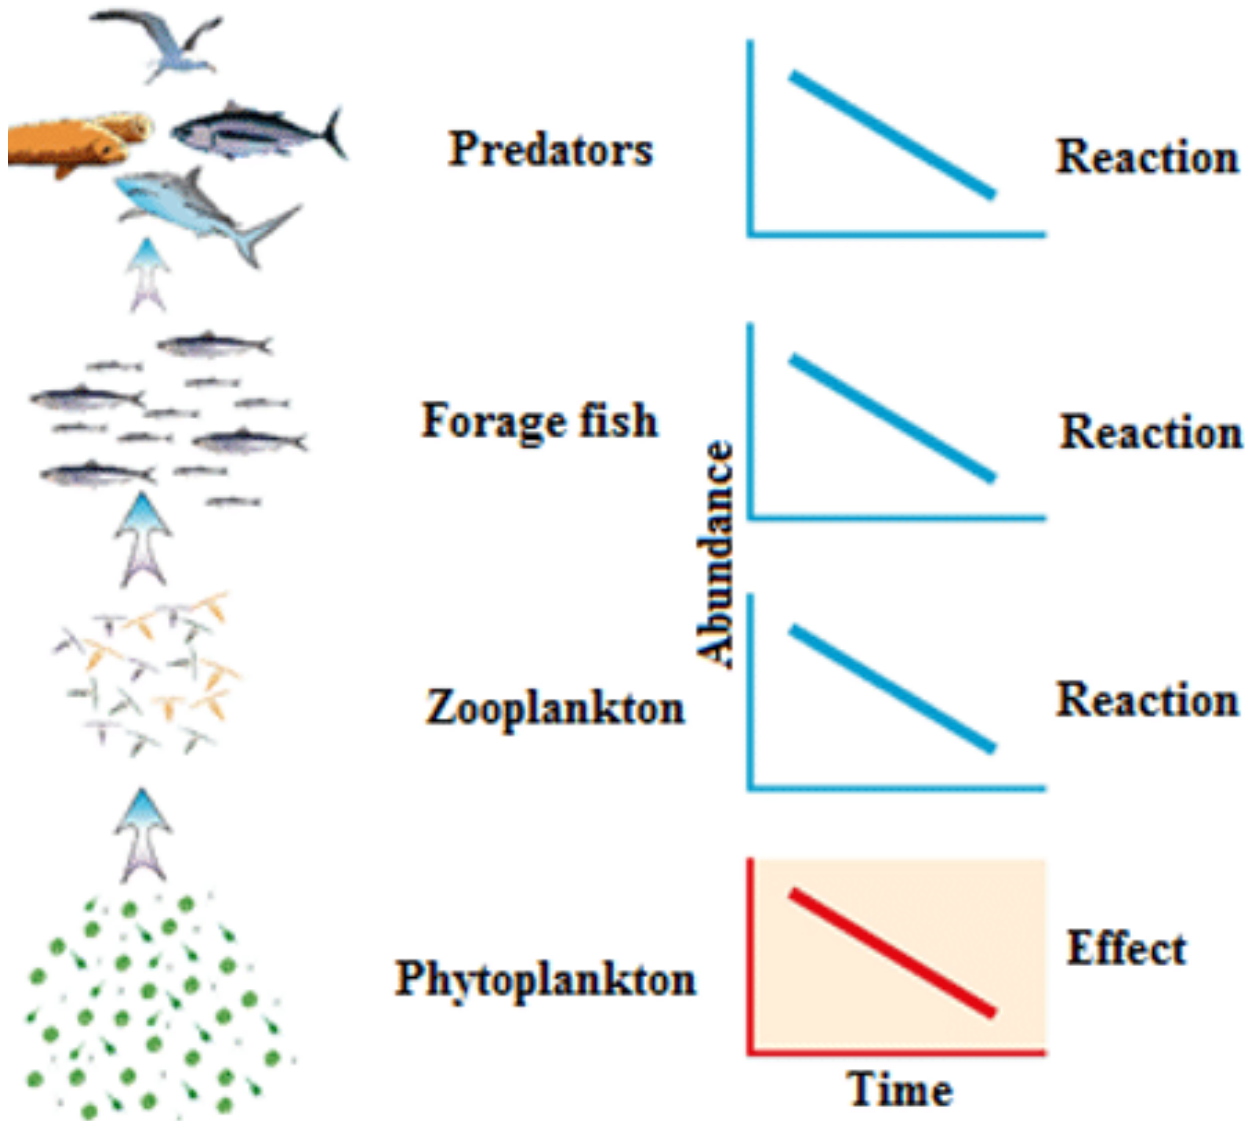 Predators
Reaction
Forage fish
Reaction
Abundance
Zooplankton
Reaction
Phytoplankton
Effect
Time